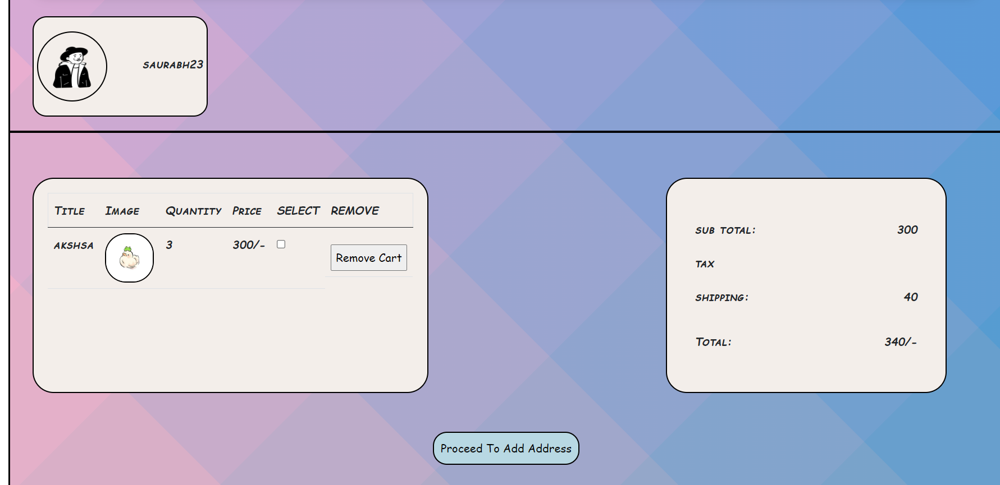 saurabh23
Title Image Quantity Price SELECT REMOVE
akshsa 3 300/- Remove Cart
sub total: 300
tax
shipping: 40
Total: 340/-
Proceed To Add Address